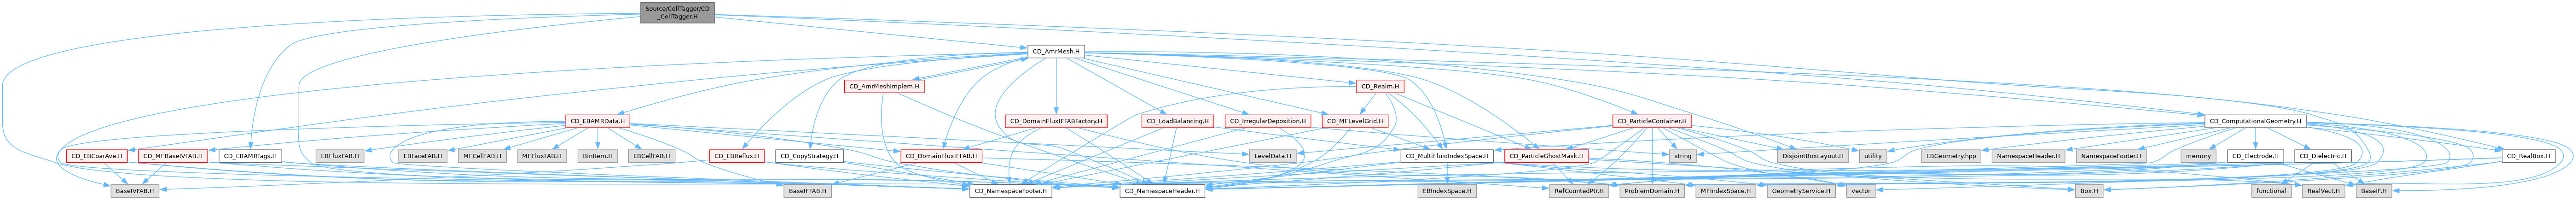 Source/CellTagger/CD
_CellTagger.H
CD_AmrMesh.H
CD_AmrMeshImplem.H
CD_Realm.H
CD_EBAMRData.H
CD_DomainFluxIFFABFactory.H
CD_LoadBalancing.H
CD_IrregularDeposition.H
CD_MFLevelGrid.H
CD_ParticleContainer.H
CD_ComputationalGeometry.H
CD_EBCoarAve.H
CD_MFBaseIVFAB.H
CD_EBAMRTags.H
EBFluxFAB.H
EBFaceFAB.H
MFCellFAB.H
MFFluxFAB.H
BinItem.H
EBCellFAB.H
CD_EBReflux.H
CD_CopyStrategy.H
CD_DomainFluxIFFAB.H
LevelData.H
CD_MultiFluidIndexSpace.H
string
CD_ParticleGhostMask.H
DisjointBoxLayout.H
utility
EBGeometry.hpp
NamespaceHeader.H
NamespaceFooter.H
memory
CD_Electrode.H
CD_Dielectric.H
CD_RealBox.H
BaseIVFAB.H
BaseIFFAB.H
CD_NamespaceFooter.H
CD_NamespaceHeader.H
EBIndexSpace.H
RefCountedPtr.H
ProblemDomain.H
MFIndexSpace.H
GeometryService.H
vector
Box.H
functional
RealVect.H
BaseIF.H